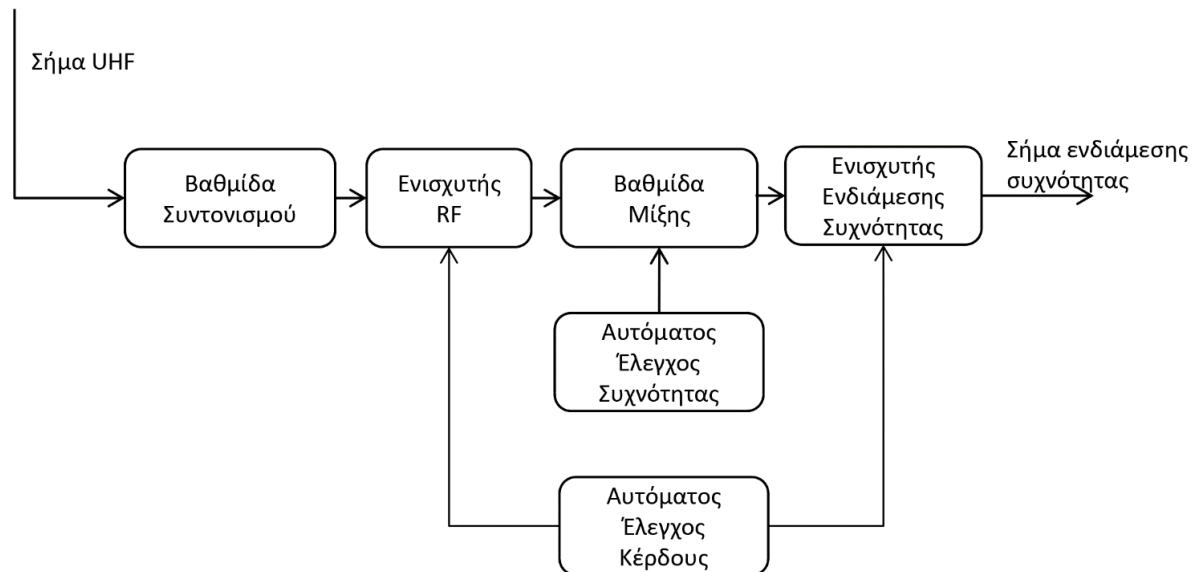 Σήμα UHF
Βαθμίδα
Συντονισμού
Ενισχυτής
RF
Βαθμίδα
Μίξης
Ενισχυτής
Ενδιάμεσης
Συχνότητας
Σήμα ενδιάμεσης
συχνότητας
Αυτόματος
Έλεγχος
Συχνότητας
Αυτόματος
Έλεγχος
Κέρδους